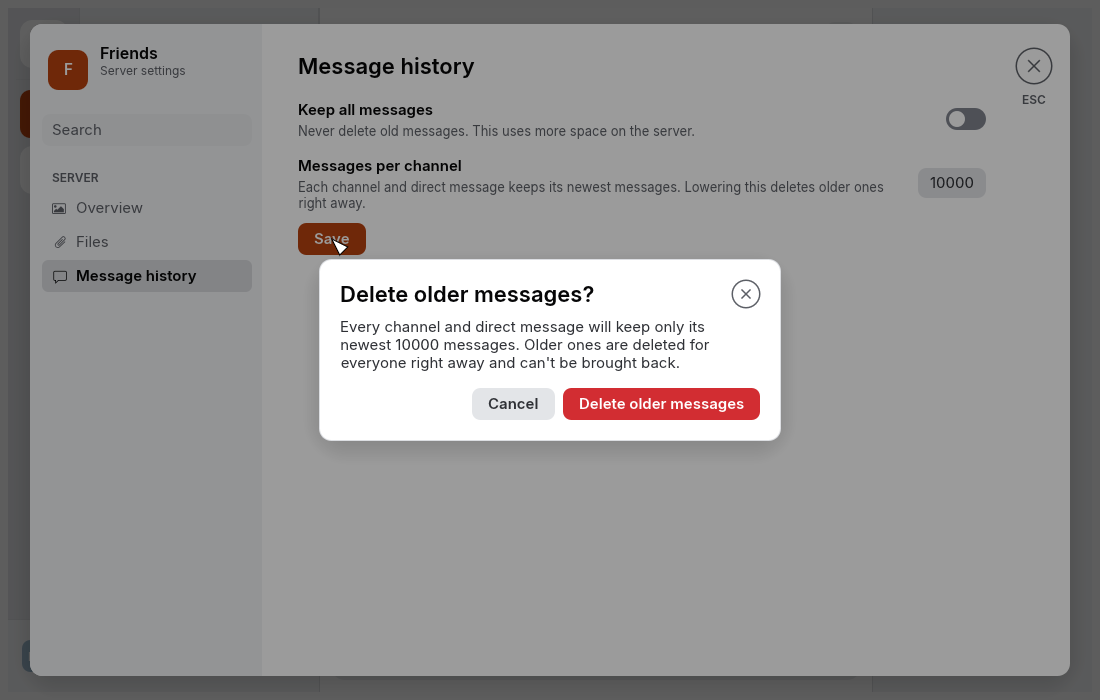 F
Friends
Server settings
Search
SERVER
Overview
Files
Message history
Message history
Keep all messages
Never delete old messages. This uses more space on the server.
Messages per channel
Each channel and direct message keeps its newest messages. Lowering this deletes older ones
right away.
10000
Save
ESC
Delete older messages?
Every channel and direct message will keep only its
newest 10000 messages. Older ones are deleted for
everyone right away and can't be brought back.
Cancel
Delete older messages